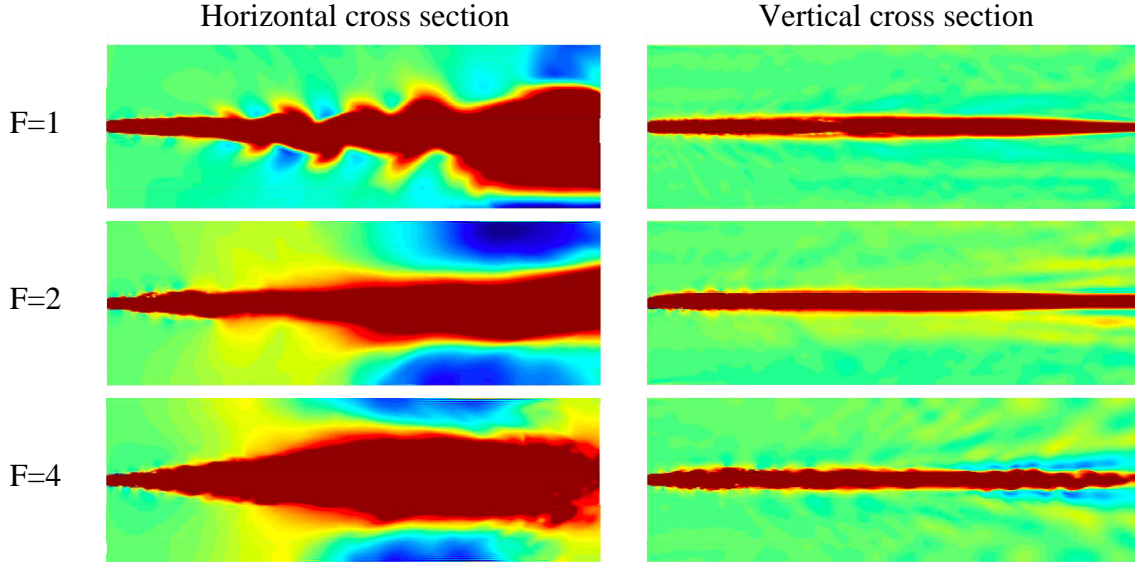 Horizontal cross section
Vertical cross section
F=1
F=2
F=4